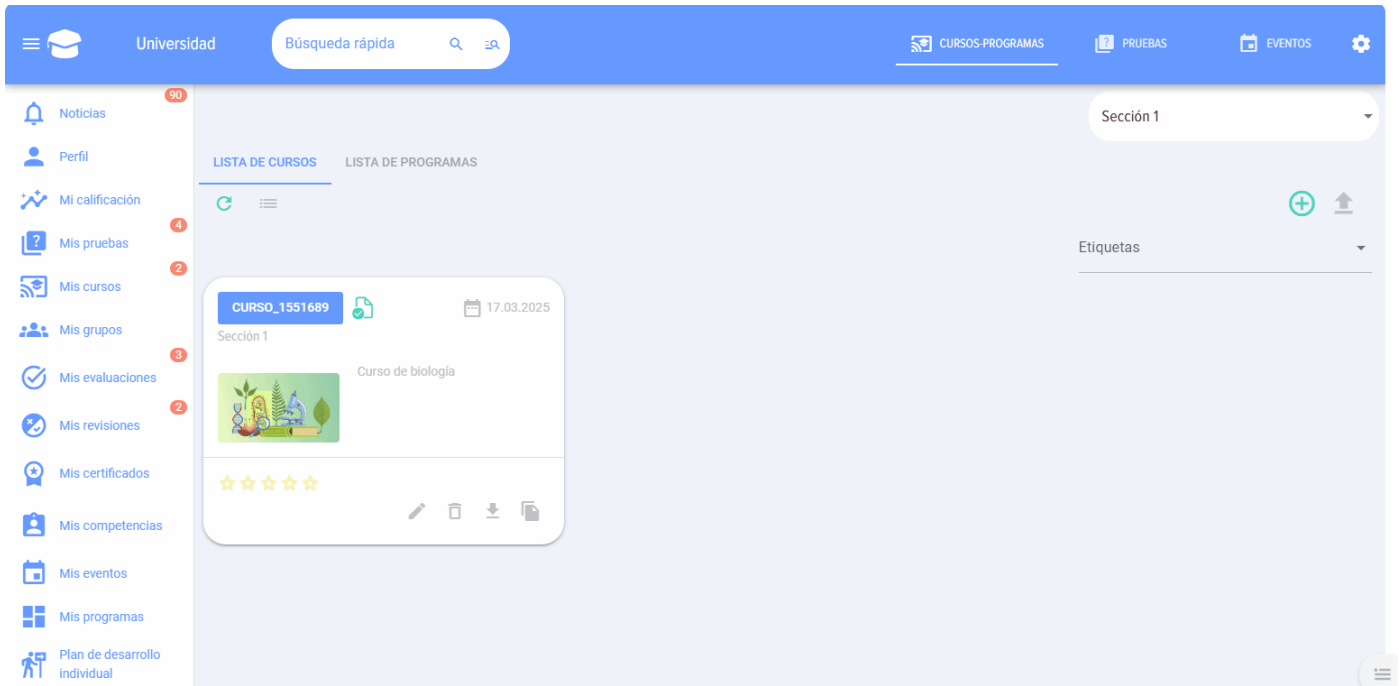 Universidad
Búsqueda rápida
CURSOS-PROGRAMAS
PRUEBAS
EVENTOS
90
Noticias
Perfil
Mi calificación
4
Mis pruebas
2
Mis cursos
Mis grupos
3
Mis evaluaciones
2
Mis revisiones
Mis certificados
Mis competencias
Mis eventos
Mis programas
Plan de desarrollo
individual
Sección 1
LISTA DE CURSOS
LISTA DE PROGRAMAS
Etiquetas
CURSO_1551689
17.03.2025
Sección 1
Curso de biología